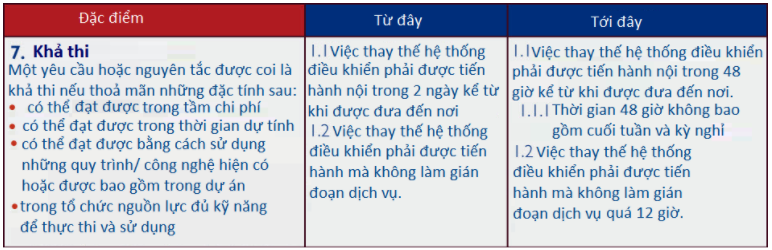 Đặc điểm
Từ đây
Tới đây
7. Khả thi
Một yêu cầu hoặc nguyên tắc được coi là
khả thi nếu thoả mãn những đặc tính sau:
• có thể đạt được trong tầm chi phí
• có thể đạt được trong thời gian dự tính
• có thể đạt được bằng cách sử dụng
những quy trình/ công nghệ hiện có
hoặc được bao gồm trong dự án
• trong tổ chức nguồn lực đủ kỹ năng
để thực thi và sử dụng
1.1 Việc thay thế hệ thống
điều khiển phải được tiến
hành nội trong 2 ngày kể từ
khi được đưa đến nơi
1.2 Việc thay thế hệ thống
điều khiển phải được tiến
hành mà không làm gián
đoạn dịch vụ.
1.1 Việc thay thế hệ thống điều khiển
phải được tiến hành nội trong 48
giờ kể từ khi được đưa đến nơi.
1.1.1 Thời gian 48 giờ không bao
gồm cuối tuần và kỳ nghỉ
1.2 Việc thay thế hệ thống
điều khiển phải được tiến
hành mà không làm gián
đoạn dịch vụ quá 12 giờ.